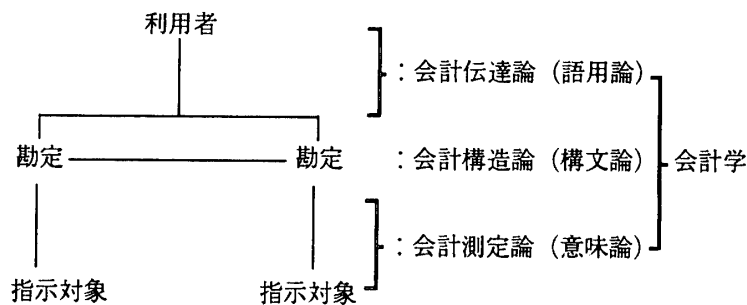 利用者
：会計伝達論（語用論）
勘定 勘定 ：会計構造論（構文論） 会計学
：会計測定論（意味論）
指示対象 指示対象